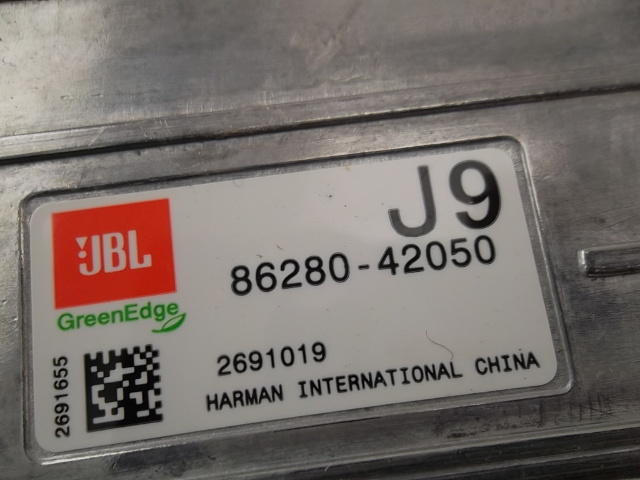 J9
JBL
86280-42050
GreenEdge
2691019
HARMAN INTERNATIONAL CHINA
2691655